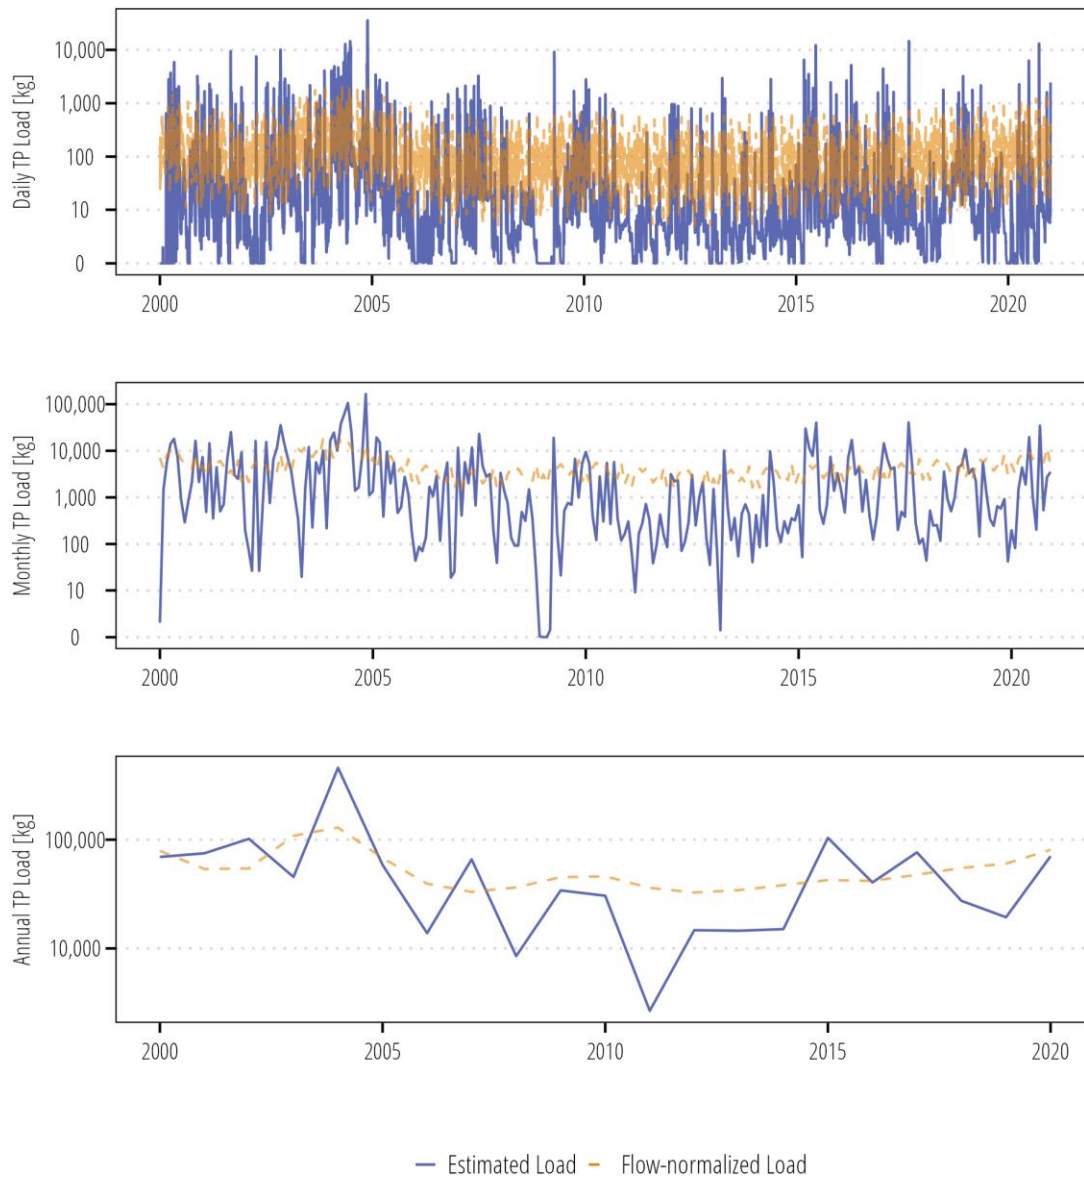 Daily TP Load [kg]
10,000
1,000
100
10
0
2000 2005 2010 2015 2020
Monthly TP Load [kg]
100,000
10,000
1,000
100
10
0
2000 2005 2010 2015 2020
Annual TP Load [kg]
100,000
10,000
2000 2005 2010 2015 2020
Estimated Load Flow-normalized Load